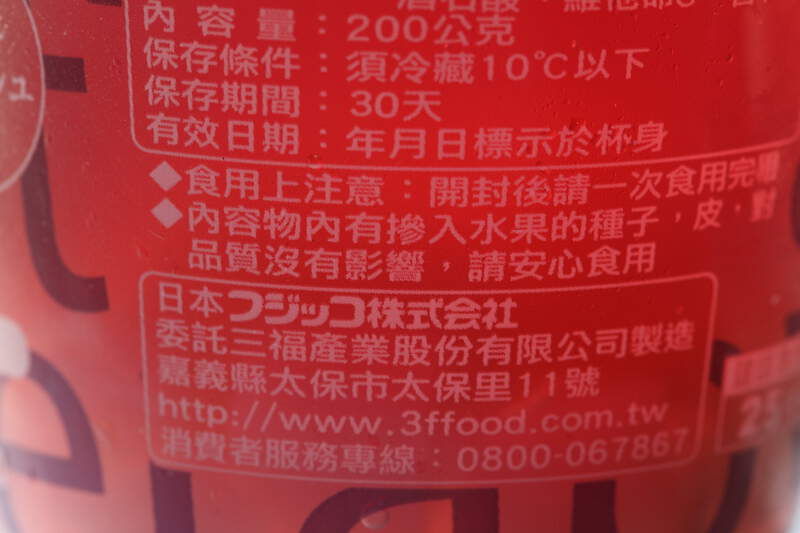 內容量：200公克
保存條件：須冷藏10℃以下
保存期間：30天
有效日期：年月日標示於杯身
◆食用上注意：開封後請一次食用完畢
◆內容物內有摻入水果的種子，皮，對
品質沒有影響，請安心食用
日本フジッコ株式会社
委託三福產業股份有限公司製造
嘉義縣太保市太保里11號
http://www.3ffood.com.tw
消費者服務專線：0800-067867